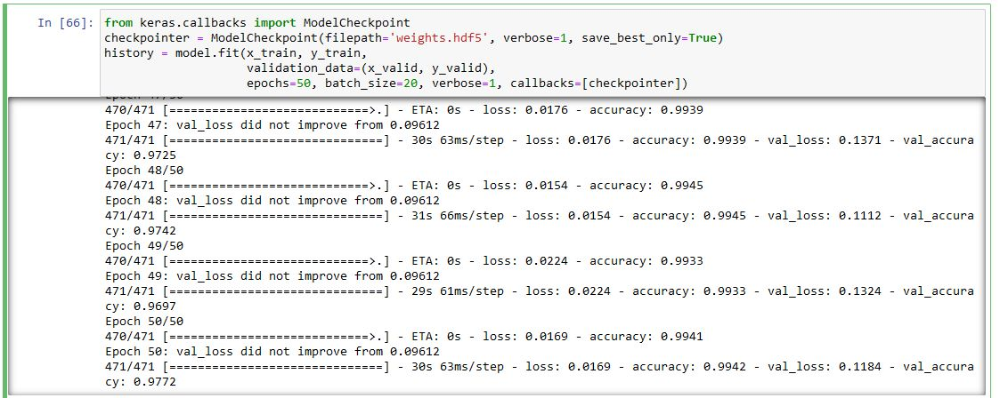 In [66]: from keras.callbacks import ModelCheckpoint
checkpointer = ModelCheckpoint(filepath='weights.hdf5', verbose=1, save_best_only=True)
history = model.fit(x_train, y_train,
                    validation_data=(x_valid, y_valid),
                    epochs=50, batch_size=20, verbose=1, callbacks=[checkpointer])
470/471 [============================>.] - ETA: 0s - loss: 0.0176 - accuracy: 0.9939
Epoch 47: val_loss did not improve from 0.09612
471/471 [==============================] - 30s 63ms/step - loss: 0.0176 - accuracy: 0.9939 - val_loss: 0.1371 - val_accura
cy: 0.9725
Epoch 48/50
470/471 [============================>.] - ETA: 0s - loss: 0.0154 - accuracy: 0.9945
Epoch 48: val_loss did not improve from 0.09612
471/471 [==============================] - 31s 66ms/step - loss: 0.0154 - accuracy: 0.9945 - val_loss: 0.1112 - val_accura
cy: 0.9742
Epoch 49/50
470/471 [============================>.] - ETA: 0s - loss: 0.0224 - accuracy: 0.9933
Epoch 49: val_loss did not improve from 0.09612
471/471 [==============================] - 29s 61ms/step - loss: 0.0224 - accuracy: 0.9933 - val_loss: 0.1324 - val_accura
cy: 0.9697
Epoch 50/50
470/471 [============================>.] - ETA: 0s - loss: 0.0169 - accuracy: 0.9941
Epoch 50: val_loss did not improve from 0.09612
471/471 [==============================] - 30s 63ms/step - loss: 0.0169 - accuracy: 0.9942 - val_loss: 0.1184 - val_accura
cy: 0.9772